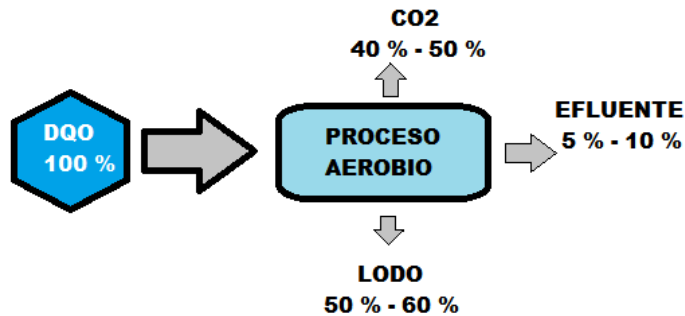 CO2
40 % - 50 %
DQO
100 %
PROCESO
AEROBIO
EFLUENTE
5 % - 10 %
LODO
50 % - 60 %